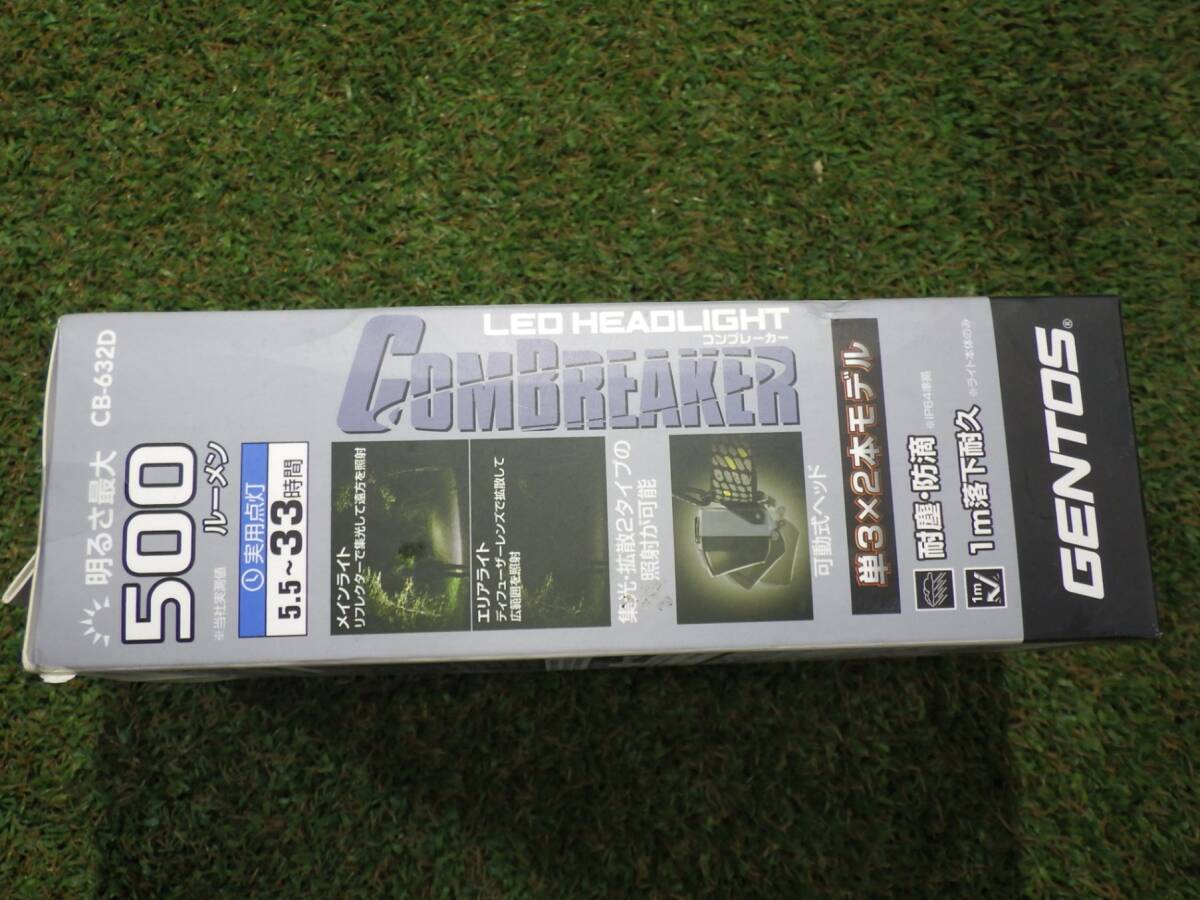 LED HEADLIGHT
コンブレーカー
COMBREAKER
CB-632D
明るさ最大
500
ルーメン
※当社実測値
実用点灯
5.5~33時間
メインライト
リフレクターで集光して遠方を照射
エリアライト
ディフューザーレンズで拡散して
広範囲を照射
集光・拡散2タイプの
照射が可能
可動式ヘッド
単3×2本モデル
耐塵・防滴
※IP64準拠
1m
1m落下耐久
※ライト本体のみ
GENTOS®